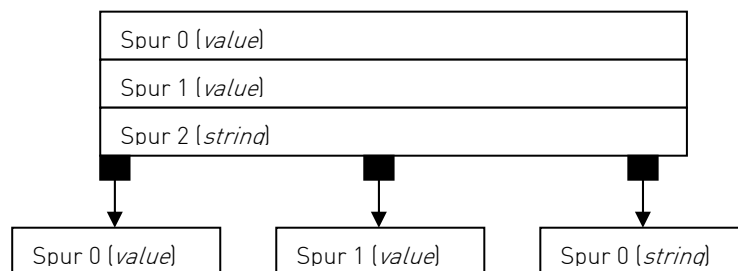 Spur 0 (value)
Spur 1 (value)
Spur 2 (string)
Spur 0 (value)
Spur 1 (value)
Spur 0 (string)